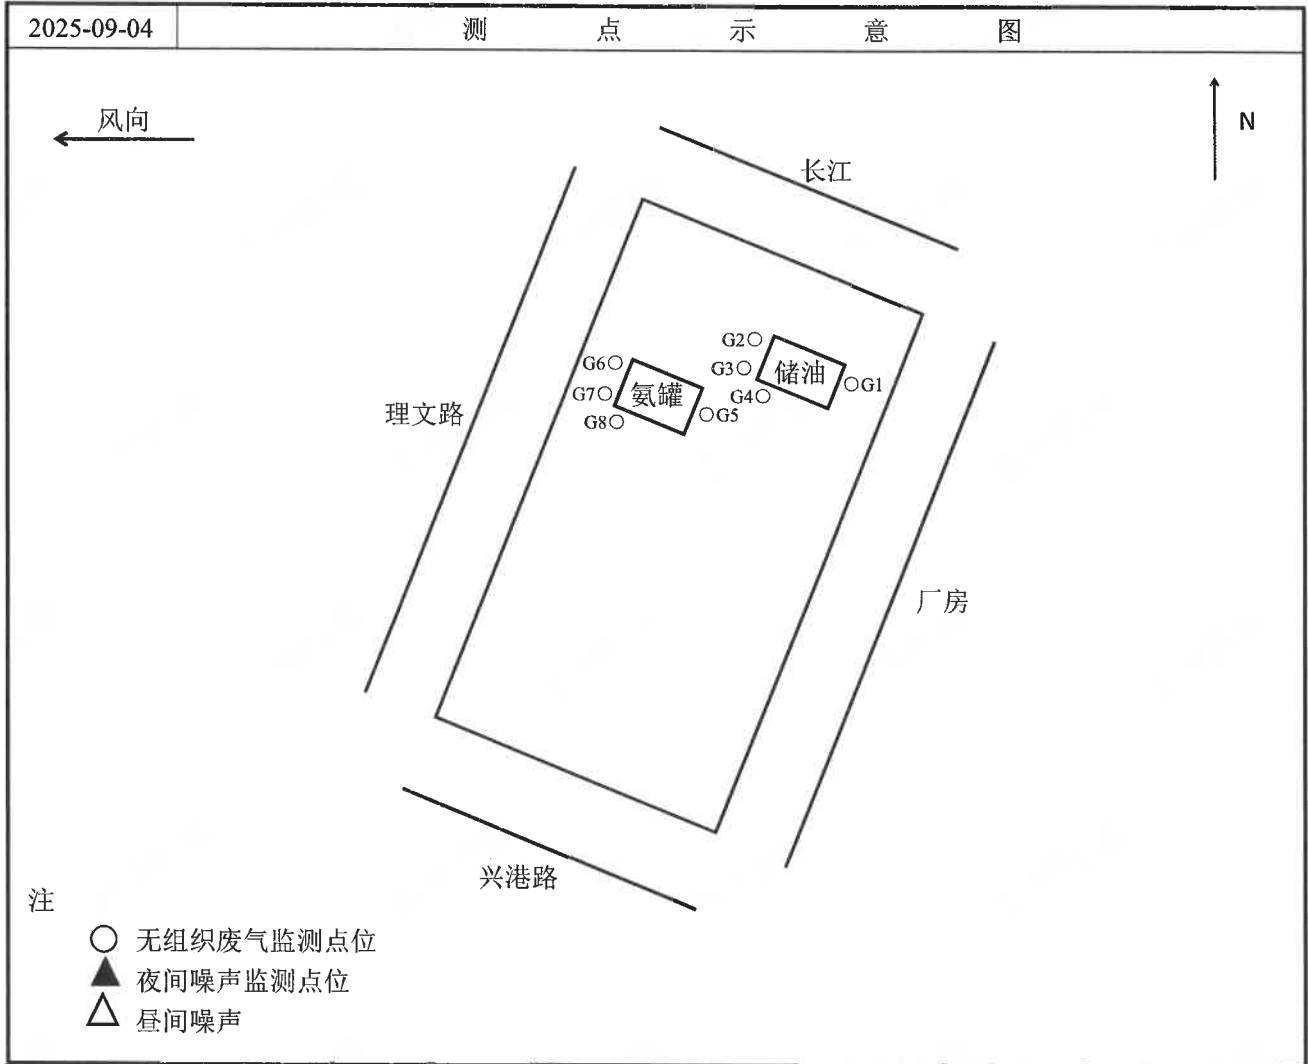 2025-09-04 测点示意图
风向
N
长江
G2
储油
G1
G3
G4
G6
氨罐
G5
G7
G8
理文路
厂房
兴港路
注
无组织废气监测点位
夜间噪声监测点位
昼间噪声